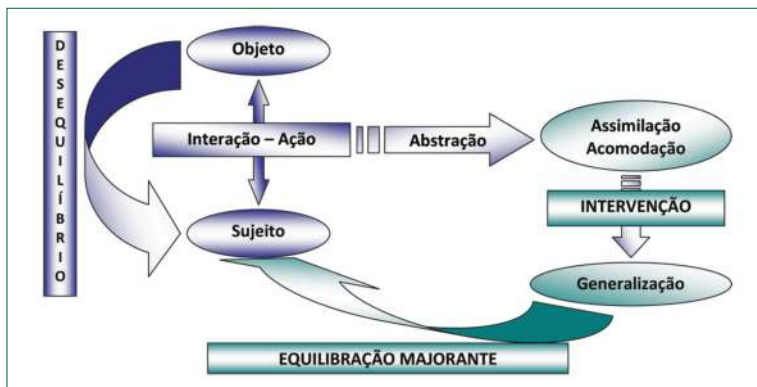 DESEQUILÍBRIO
Objeto
Interação – Ação
Abstração
Assimilação
Acomodação
INTERVENÇÃO
Sujeito
Generalização
EQUILIBRAÇÃO MAJORANTE